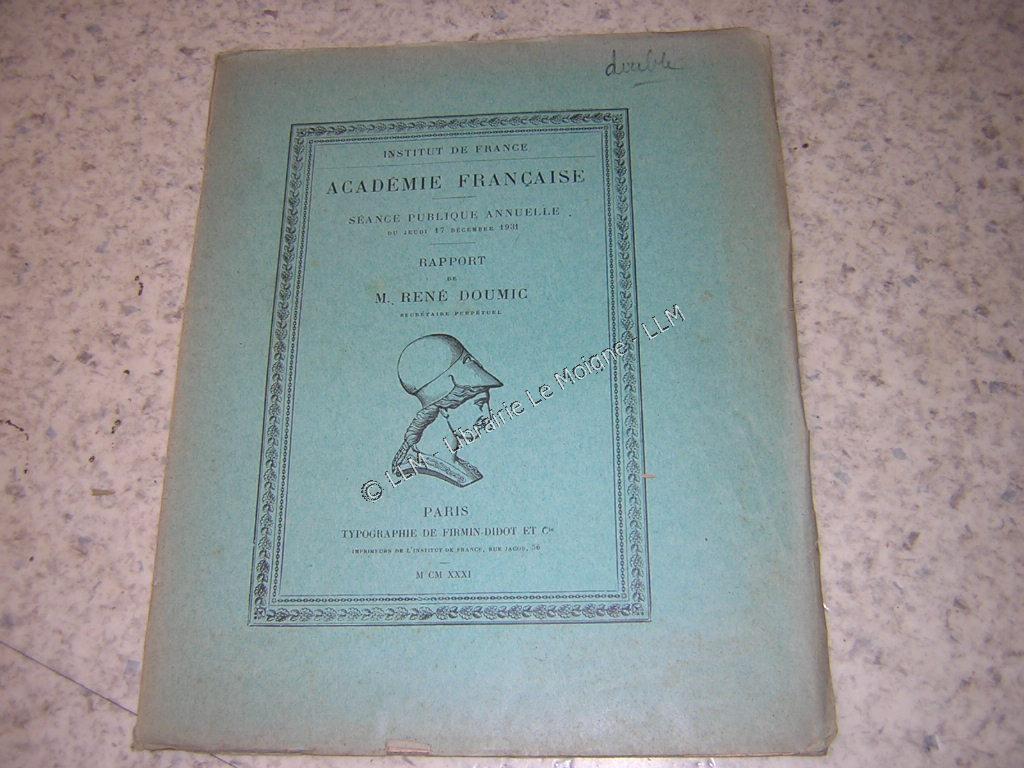 double
INSTITUT DE FRANCE
ACADÉMIE FRANÇAISE
SÉANCE PUBLIQUE ANNUELLE
DU JEUDI 17 DÉCEMBRE 1931
RAPPORT
DE
M. RENÉ DOUMIC
SECRÉTAIRE PERPÉTUEL
© LLM - Librairie Le Moigne - LLM
PARIS
TYPOGRAPHIE DE FIRMIN-DIDOT ET Cie
IMPRIMEURS DE L'INSTITUT DE FRANCE, RUE JACOB, 56
M CM XXXI